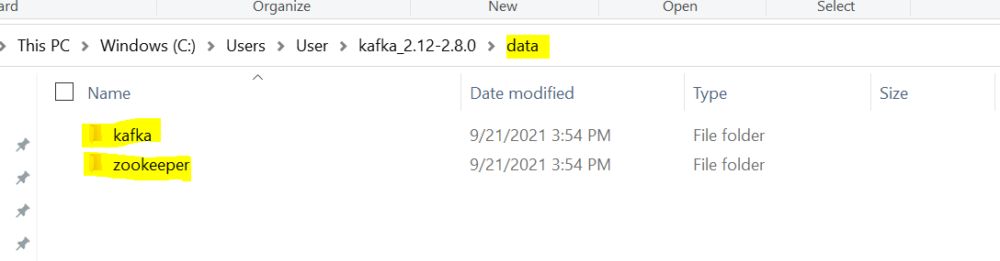 ard Organize New Open Select
This PC > Windows (C:) > Users > User > kafka_2.12-2.8.0 > data
Name Date modified Type Size
kafka 9/21/2021 3:54 PM File folder
zookeeper 9/21/2021 3:54 PM File folder